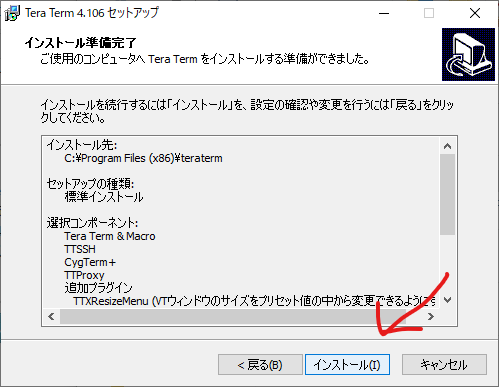 Tera Term 4.106 セットアップ
インストール準備完了
ご使用のコンピュータへ Tera Term をインストールする準備ができました。
インストールを続行するには「インストール」を、設定の確認や変更を行うには「戻る」をクリッ
クしてください。
インストール先:
C:¥Program Files (x86)¥teraterm
セットアップの種類:
標準インストール
選択コンポーネント:
Tera Term & Macro
TTSSH
CygTerm+
TTProxy
追加プラグイン
TTXResizeMenu (VTウィンドウのサイズをプリセット値の中から変更できるように
< 戻る(B)
インストール(I)
キャンセル